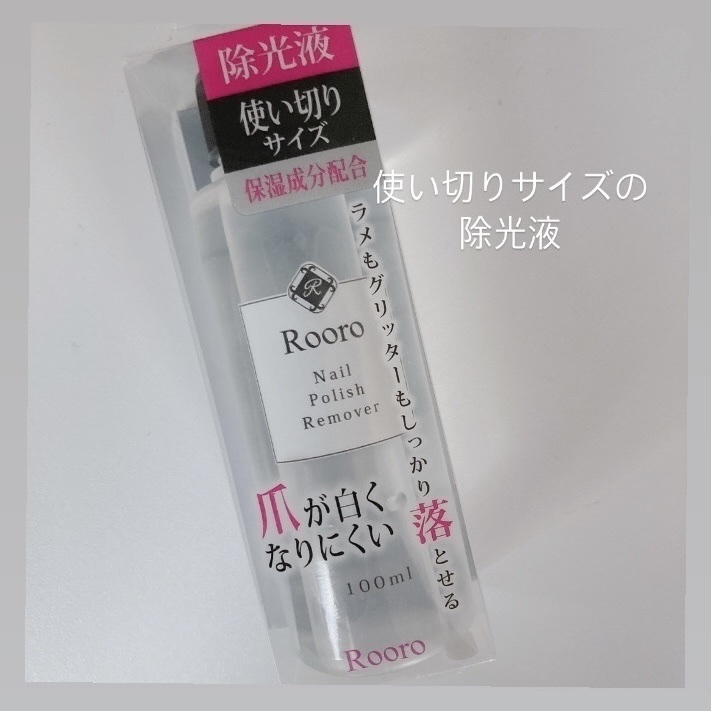 除光液
使い切り
サイズ
保湿成分配合
使い切りサイズの
除光液
ラメもグリッターもしっかり落とせる
R
Rooro
Nail
Polish
Remover
爪が白く
なりにくい
100ml
Rooro